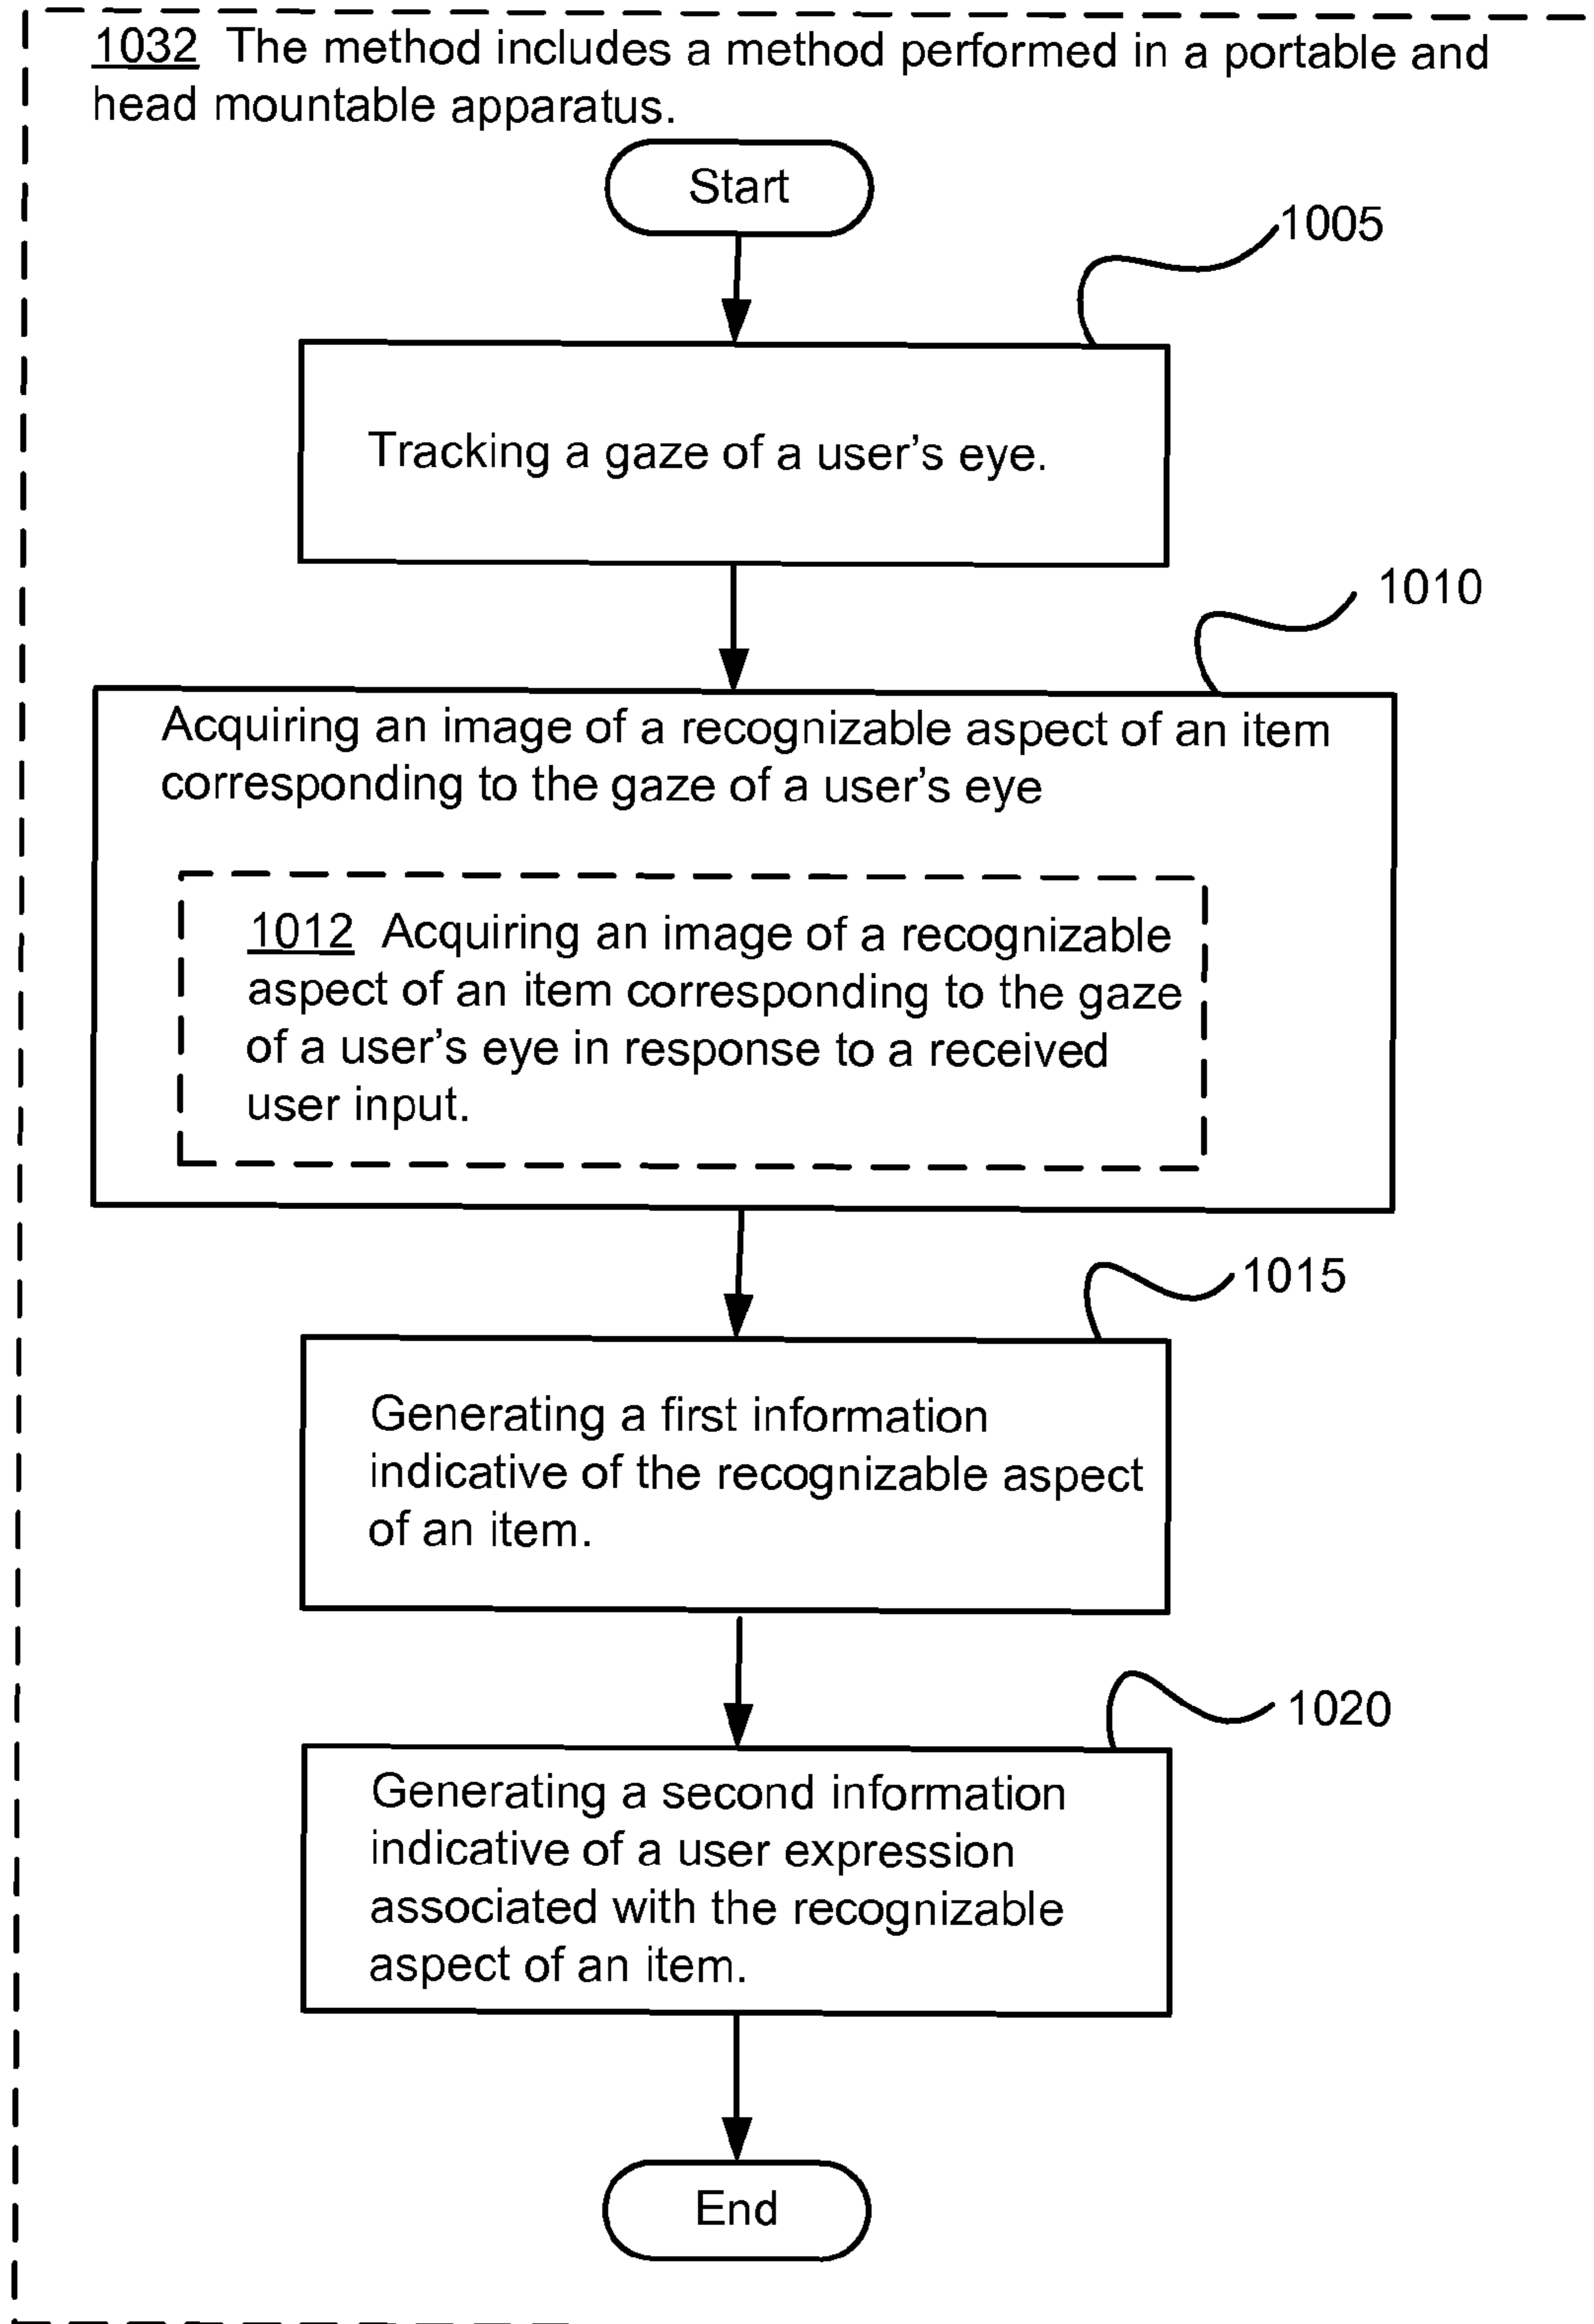 1032 The method includes a method performed in a portable and
head mountable apparatus.
Start
1005
Tracking a gaze of a user's eye.
1010
Acquiring an image of a recognizable aspect of an item
corresponding to the gaze of a user's eye
1012 Acquiring an image of a recognizable
aspect of an item corresponding to the gaze
of a user's eye in response to a received
user input.
1015
Generating a first information
indicative of the recognizable aspect
of an item.
1020
Generating a second information
indicative of a user expression
associated with the recognizable
aspect of an item.
End